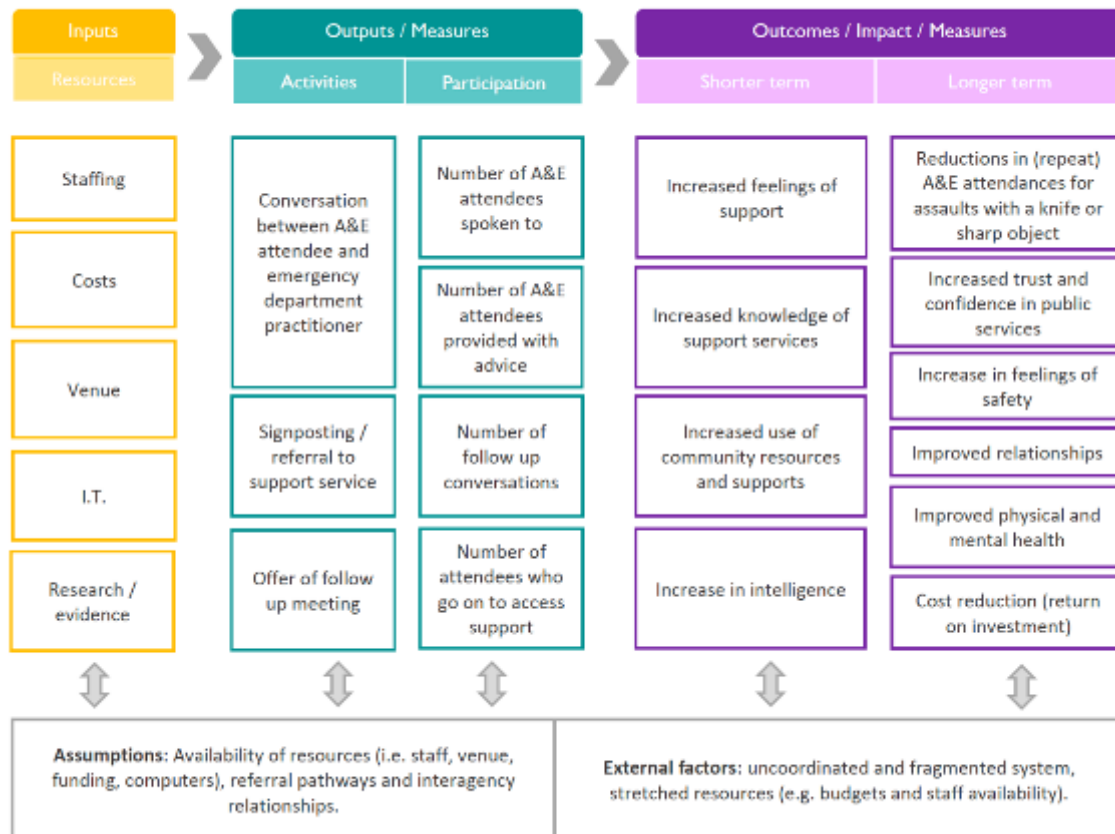 Inputs
Resources
Outputs / Measures
Activities
Participation
Outcomes / Impact / Measures
Shorter term
Longer term
Staffing
Costs
Venue
I.T.
Research /
evidence
Conversation
between A&E
attendee and
emergency
department
practitioner
Signposting /
referral to
support service
Offer of follow
up meeting
Number of A&E
attendees
spoken to
Number of A&E
attendees
provided with
advice
Number of
follow up
conversations
Number of
attendees who
go on to access
support
Increased feelings of
support
Increased knowledge of
support services
Increased use of
community resources
and supports
Increase in intelligence
Reductions in (repeat)
A&E attendances for
assaults with a knife or
sharp object
Increased trust and
confidence in public
services
Increase in feelings of
safety
Improved relationships
Improved physical and
mental health
Cost reduction (return
on investment)
Assumptions: Availability of resources (i.e. staff, venue,
funding, computers), referral pathways and interagency
relationships.
External factors: uncoordinated and fragmented system,
stretched resources (e.g. budgets and staff availability).